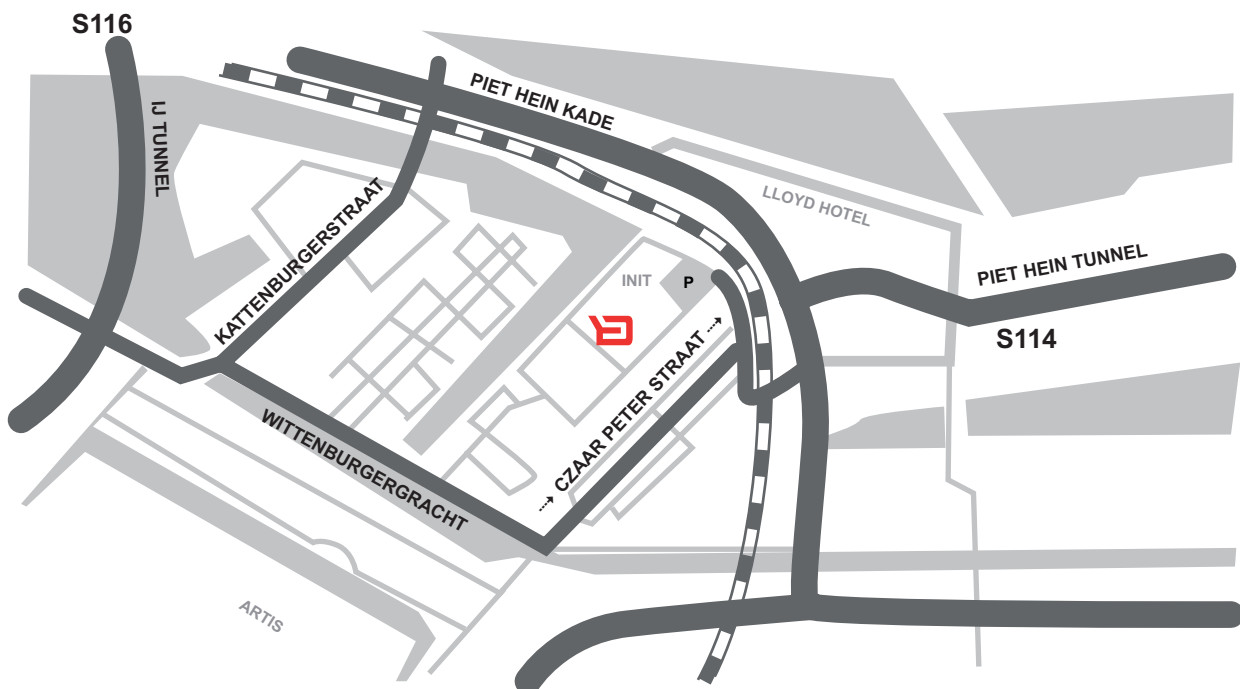 S116
IJ TUNNEL
PIET HEIN KADE
KATTENBURGERSTRAAT
LLOYD HOTEL
INIT
P
PIET HEIN TUNNEL
S114
CZAAR PETER STRAAT
WITTENBURGERGRACHT
ARTIS